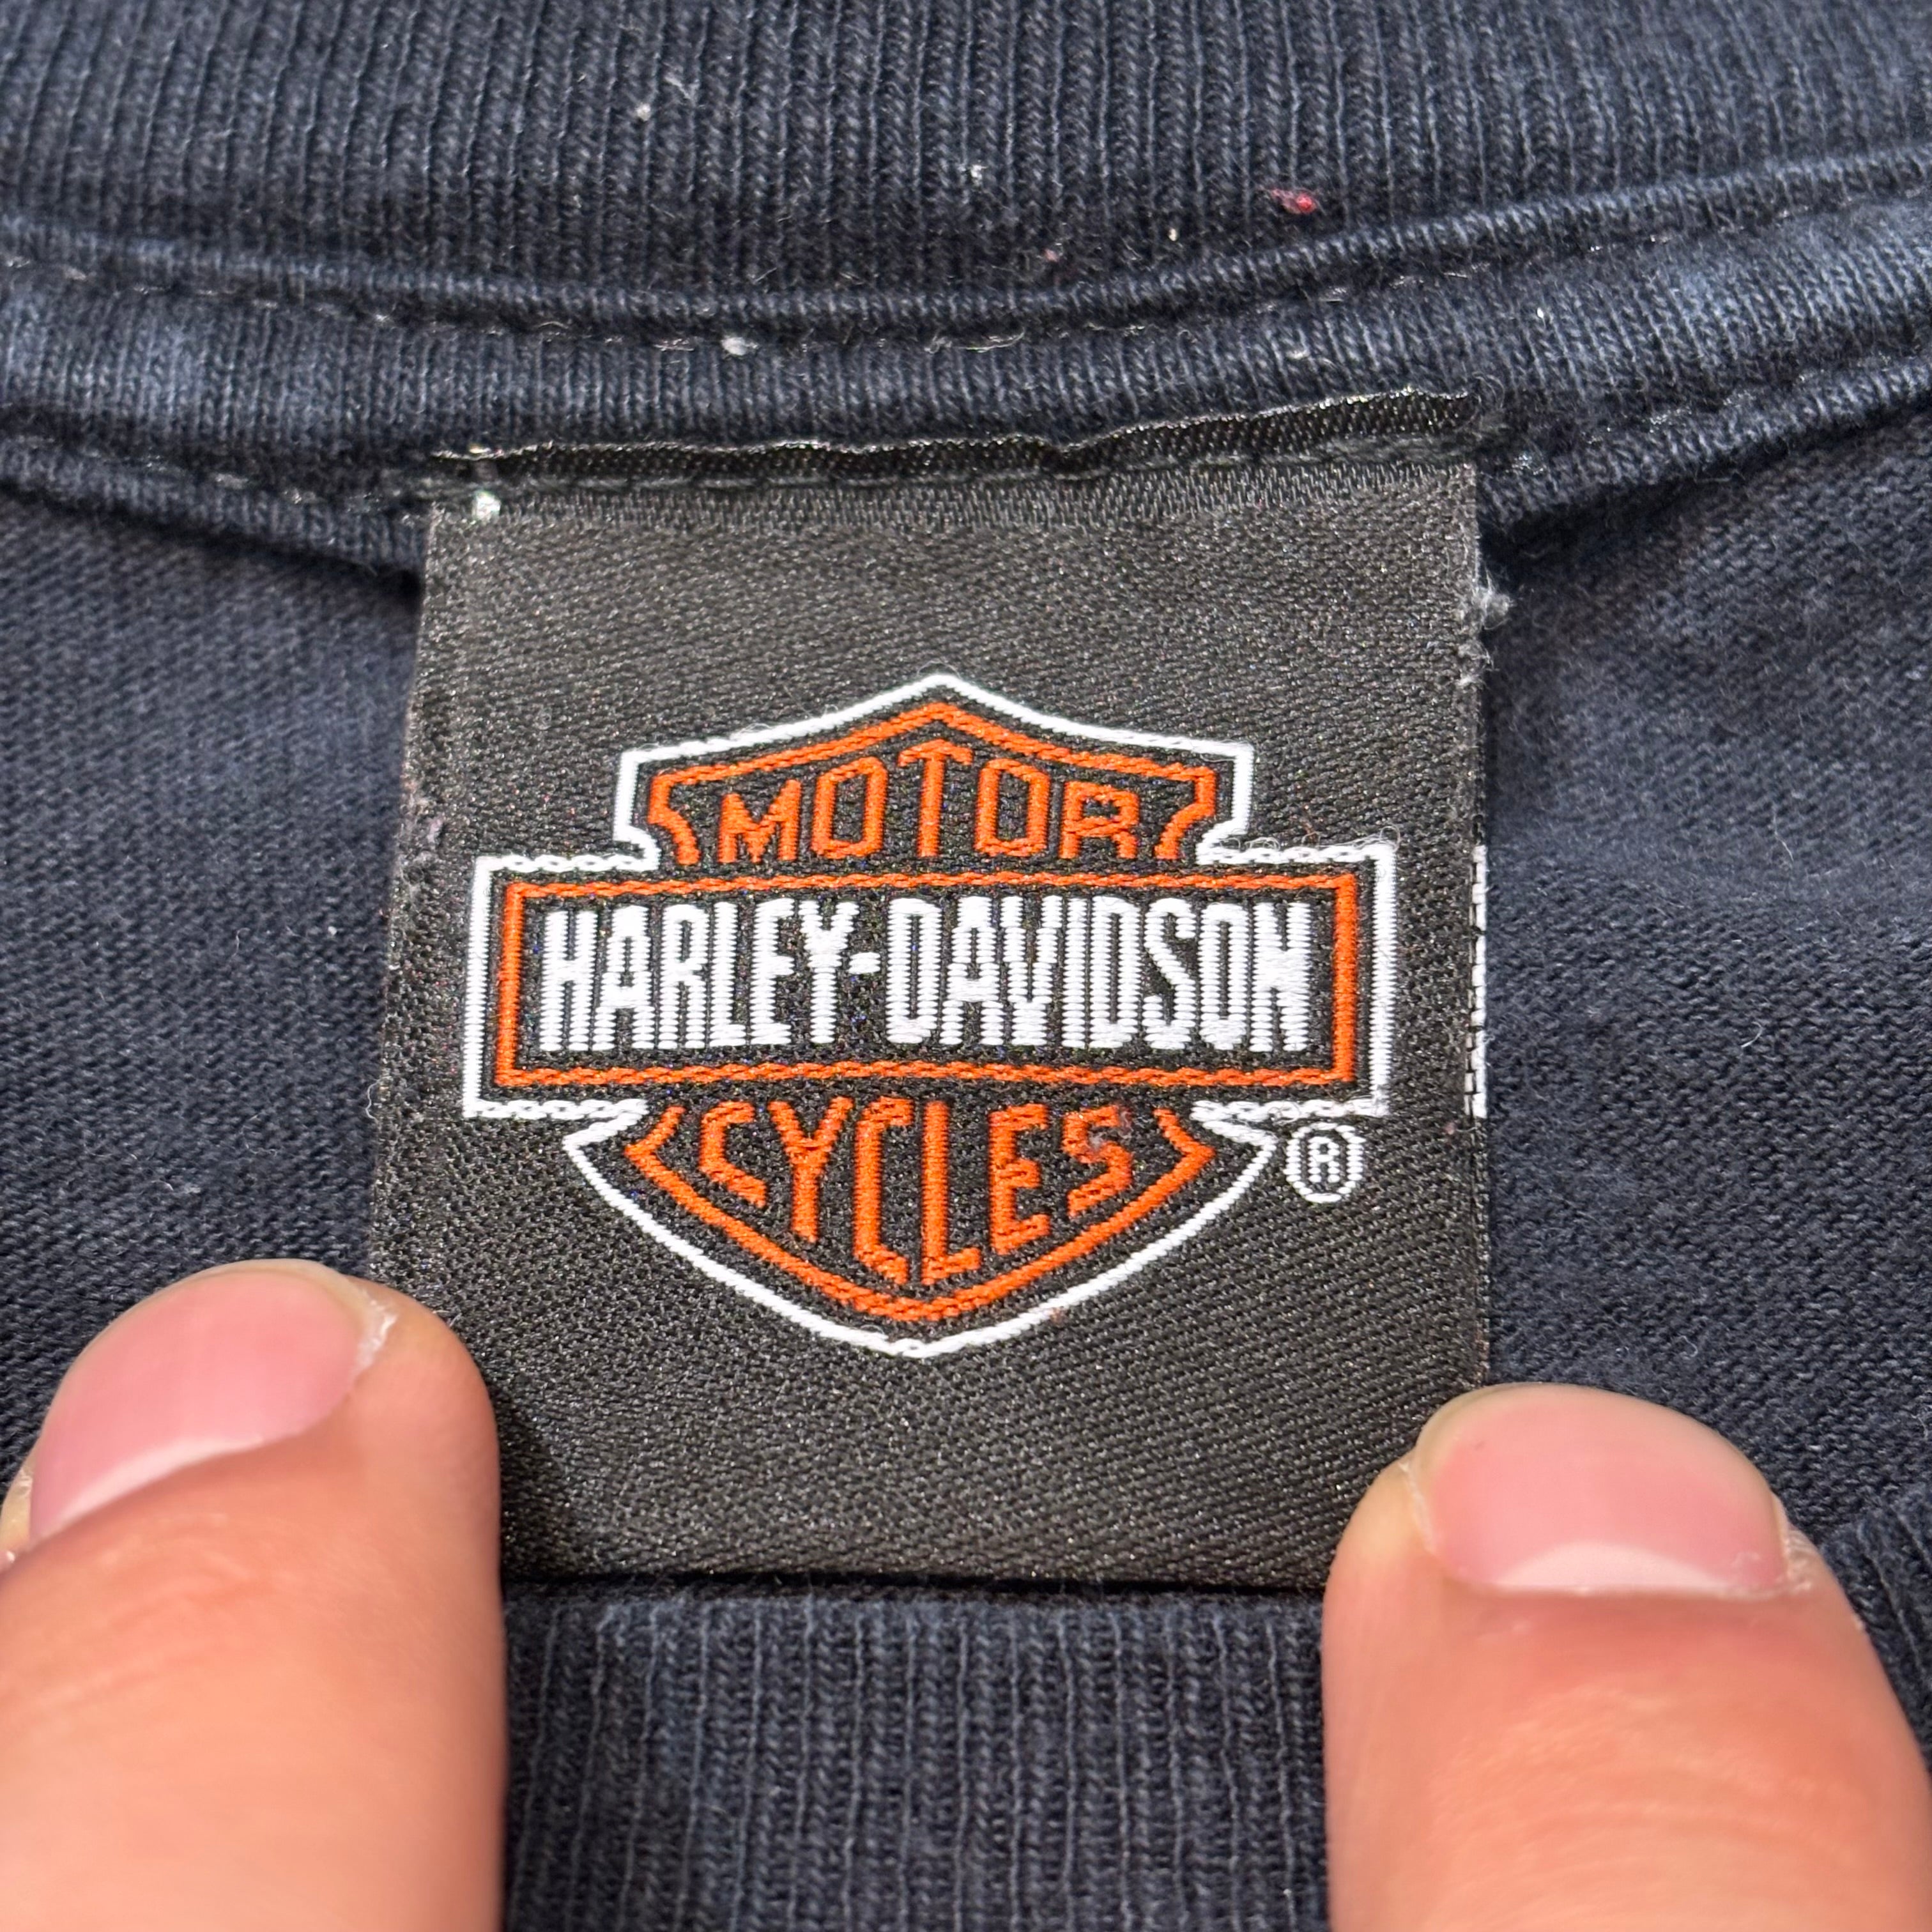 MOTOR
HARLEY-DAVIDSON
CYCLES
®